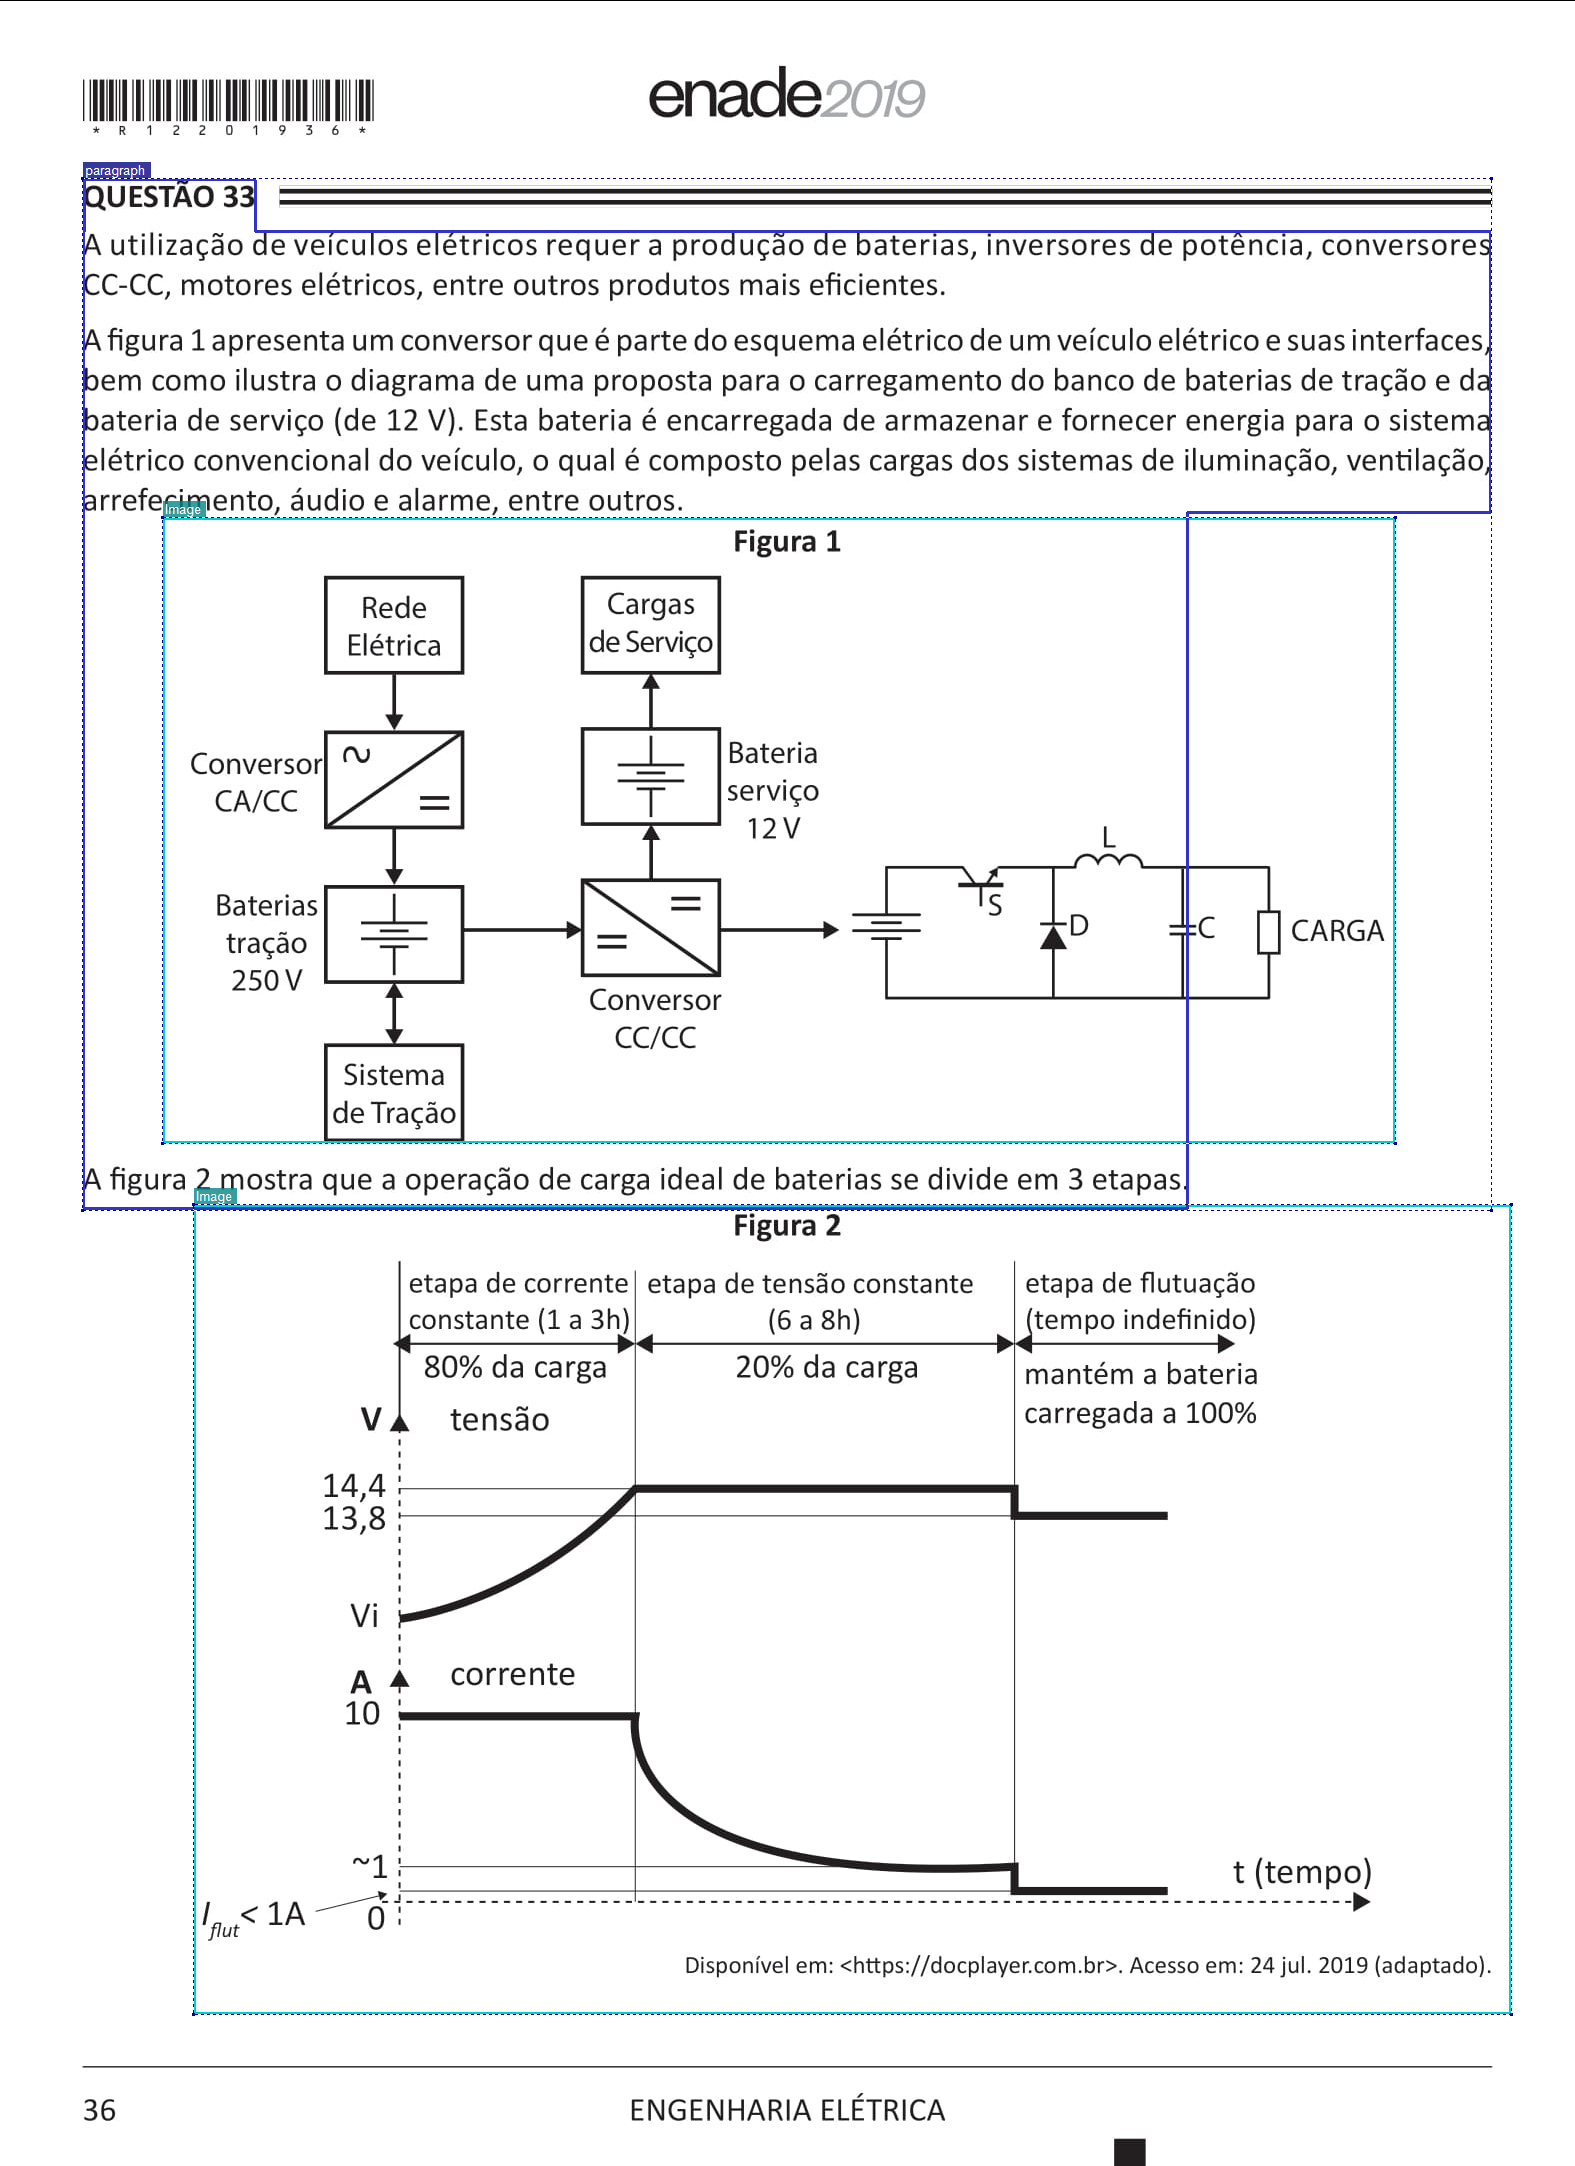 * R 1 2 2 0 1 9 3 6 *
enade2019
paragraph
QUESTÃO 33
A utilização de veículos elétricos requer a produção de baterias, inversores de potência, conversores
CC-CC, motores elétricos, entre outros produtos mais eficientes.
A figura 1 apresenta um conversor que é parte do esquema elétrico de um veículo elétrico e suas interfaces,
bem como ilustra o diagrama de uma proposta para o carregamento do banco de baterias de tração e da
bateria de serviço (de 12 V). Esta bateria é encarregada de armazenar e fornecer energia para o sistema
elétrico convencional do veículo, o qual é composto pelas cargas dos sistemas de iluminação, ventilação,
arrefecimento, áudio e alarme, entre outros.
Image
Figura 1
Rede
Elétrica
Cargas
de Serviço
Conversor
CA/CC
Bateria
serviço
12 V
Baterias
tração
250 V
Conversor
CC/CC
Sistema
de Tração
L
S
D
C
CARGA
A figura 2 mostra que a operação de carga ideal de baterias se divide em 3 etapas.
Image
Figura 2
etapa de corrente
constante (1 a 3h)
80% da carga
etapa de tensão constante
(6 a 8h)
20% da carga
etapa de flutuação
(tempo indefinido)
mantém a bateria
carregada a 100%
V
tensão
14,4
13,8
Vi
A
corrente
10
~1
t (tempo)
Iflut < 1A
0
Disponível em: <https://docplayer.com.br>. Acesso em: 24 jul. 2019 (adaptado).
36
ENGENHARIA ELÉTRICA